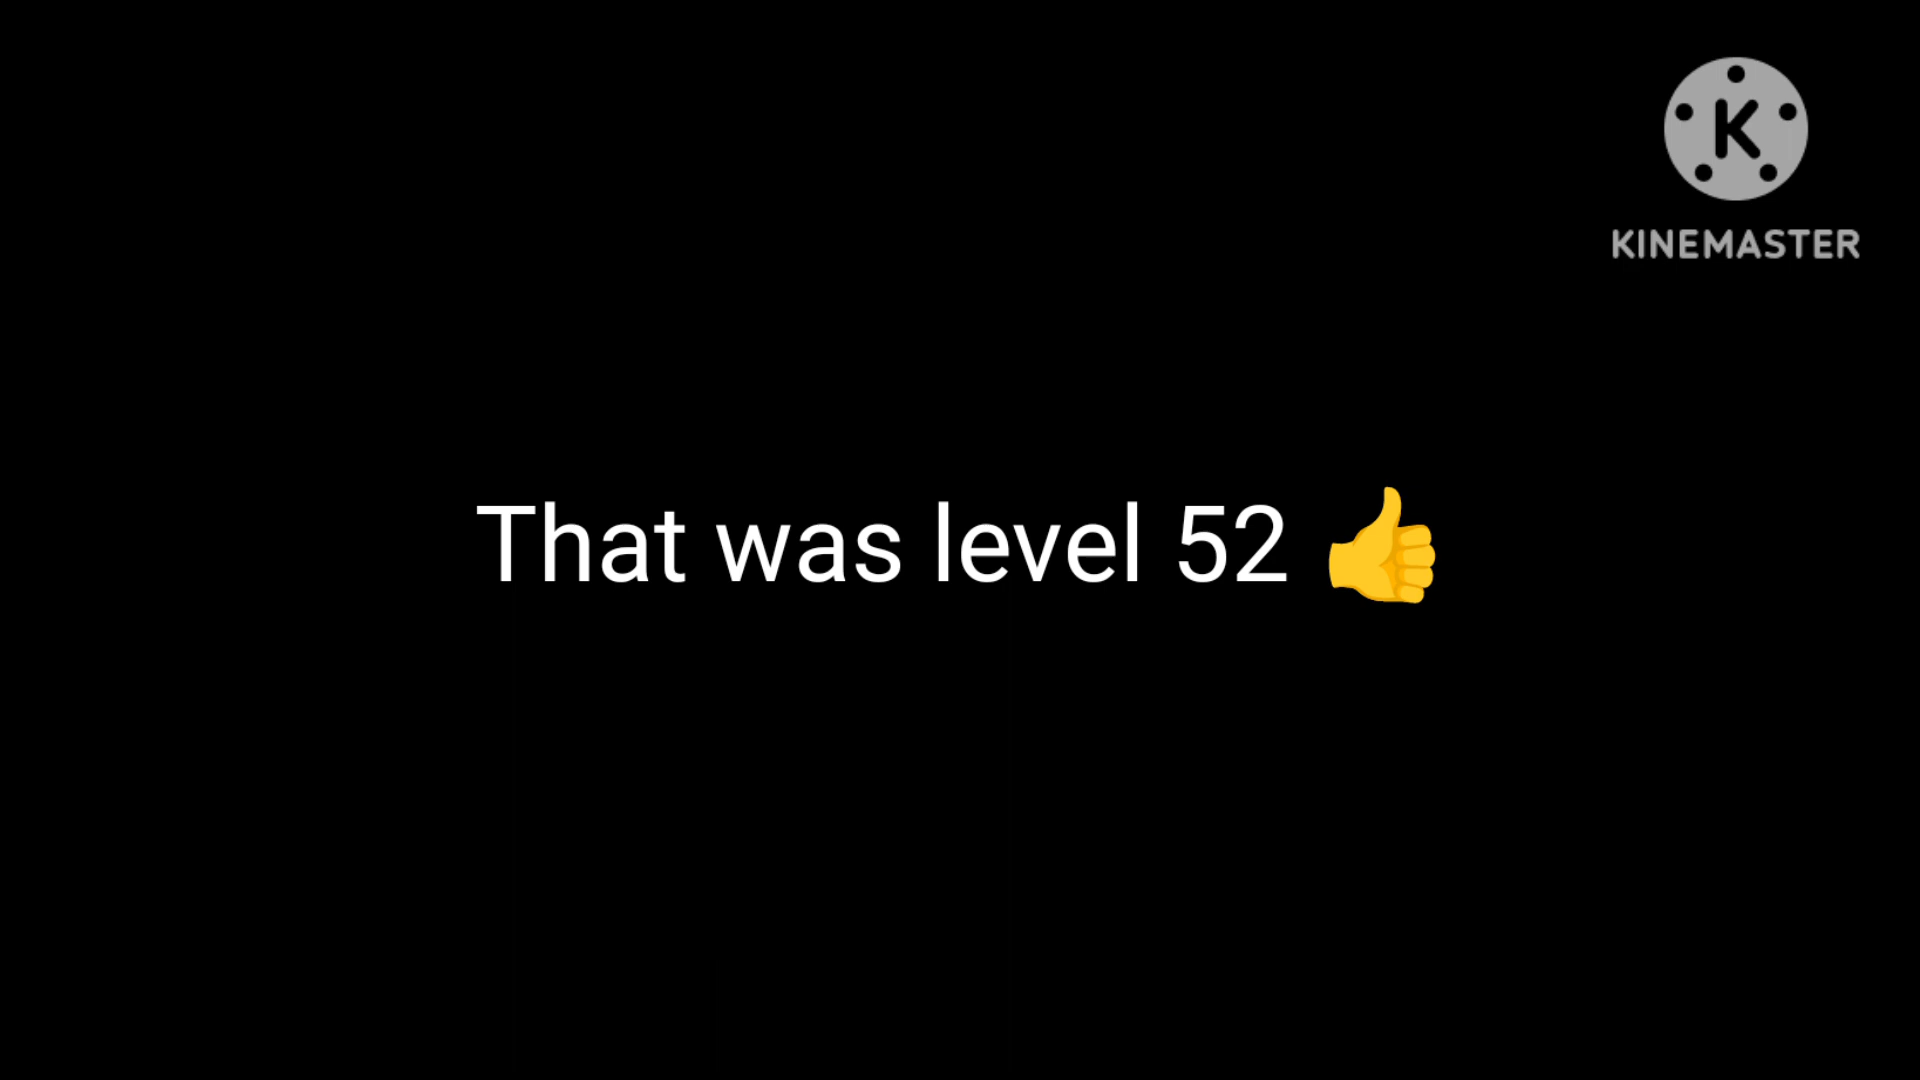 K
KINEMASTER
That was level 52 👍